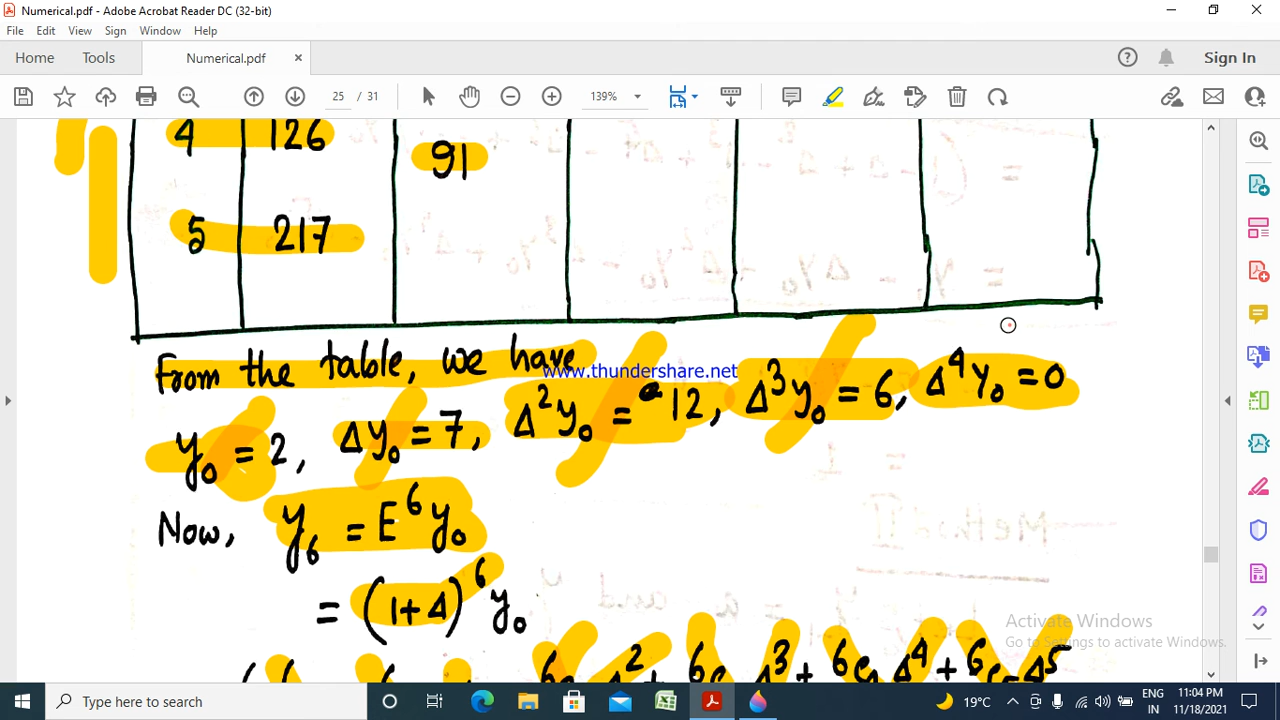 Numerical.pdf - Adobe Acrobat Reader DC (32-bit)
File Edit View Sign Window Help
Home Tools Numerical.pdf × Sign In
25 / 31 139%
4 126
91
5 217
From the table, we have
www.thundershare.net
y₀ = 2, Δy₀ = 7, Δ²y₀ = 12, Δ³y₀ = 6, Δ⁴y₀ = 0
Now, y₆ = E⁶y₀
= (1+Δ)⁶ y₀
Activate Windows
Go to Settings to activate Windows.
Type here to search
19°C ENG IN 11:04 PM 11/18/2021